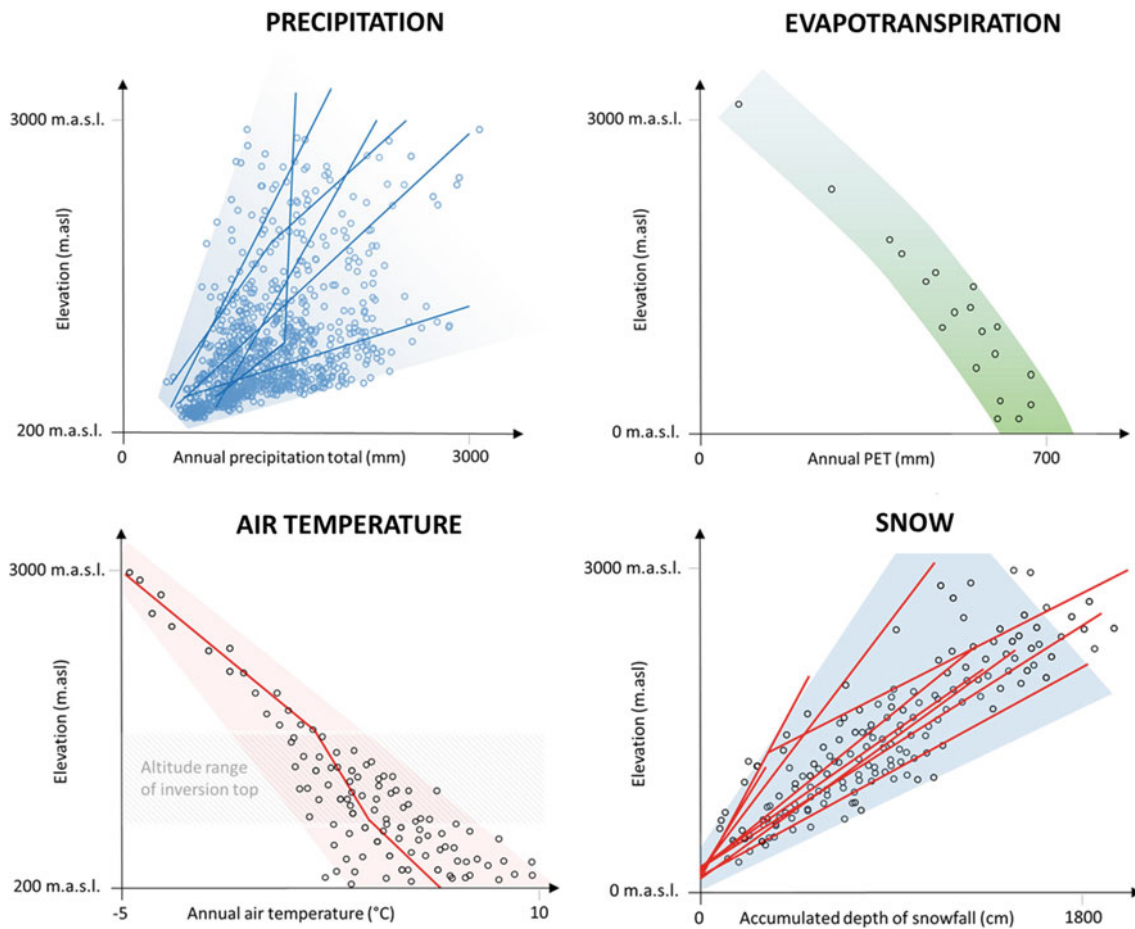 PRECIPITATION
3000 m.a.s.l.
Elevation (m.asl)
200 m.a.s.l.
0
Annual precipitation total (mm)
3000
EVAPOTRANSPIRATION
3000 m.a.s.l.
Elevation (m.asl)
0 m.a.s.l.
0
Annual PET (mm)
700
AIR TEMPERATURE
3000 m.a.s.l.
Elevation (m.asl)
Altitude range
of inversion top
200 m.a.s.l.
-5
Annual air temperature (°C)
10
SNOW
3000 m.a.s.l.
Elevation (m.asl)
0 m.a.s.l.
0
Accumulated depth of snowfall (cm)
1800